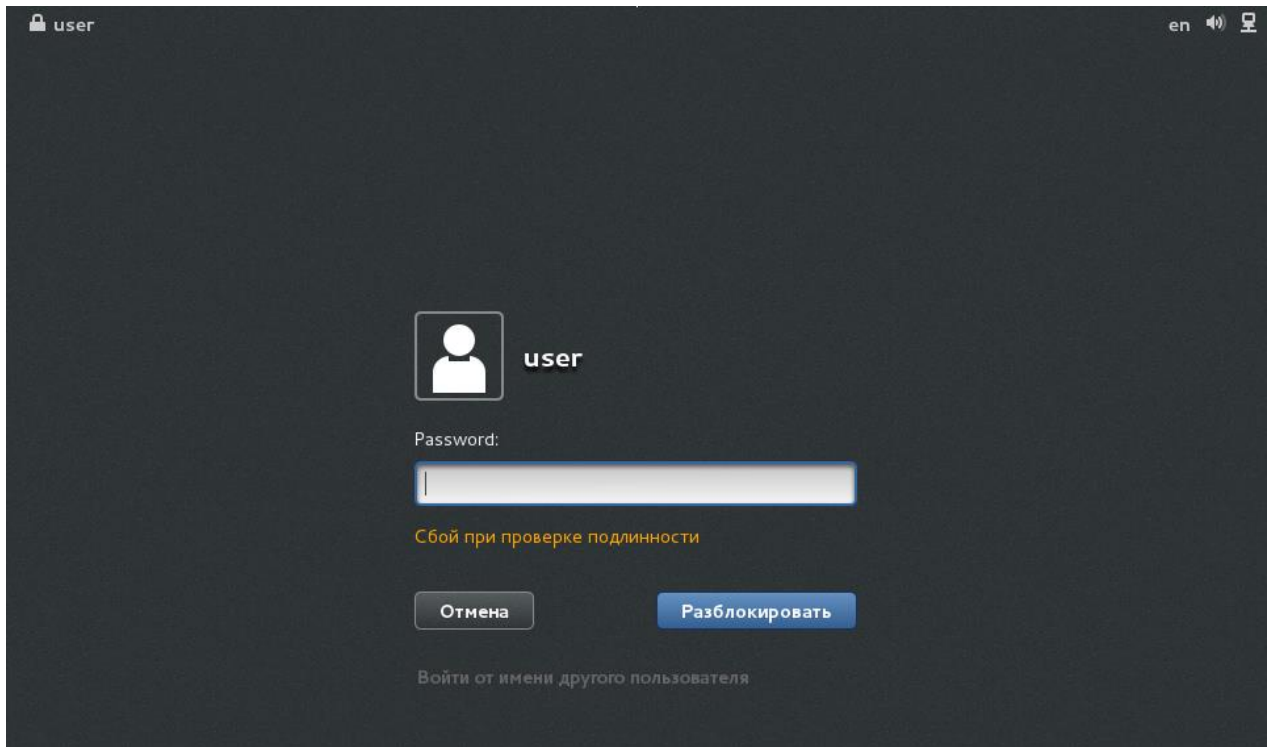 user
en
user
Password:
Сбой при проверке подлинности
Отмена
Разблокировать
Войти от имени другого пользователя